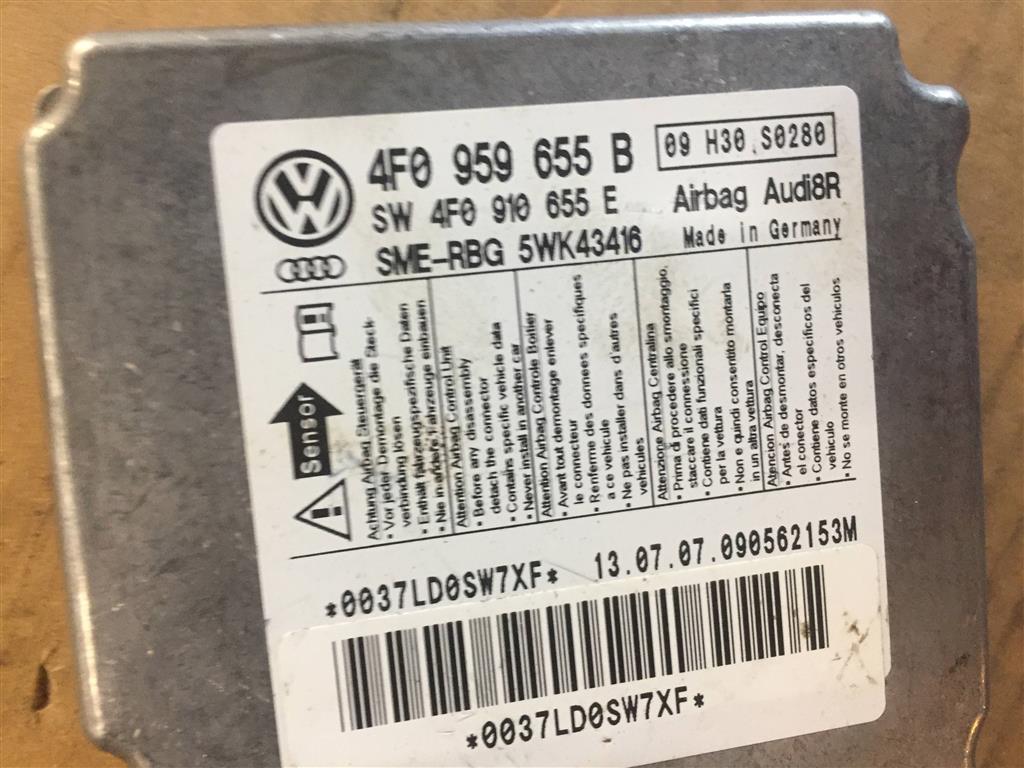 4F0 959 655 B
09 H30 S0280
SW 4F0 910 655 E
Airbag Audi8R
SME-RBG 5WK43416
Made in Germany
Sensor
Achtung Airbag Steuergerät
• Vor jeder Demontage die Steck-
verbindung lösen
• Enthält fahrzeugspezifische Daten
• Nie in andere Fahrzeuge einbauen
Attention Airbag Control Unit
• Before any disassembly
detach the connector
• Contains specific vehicle data
• Never install in another car
Attention Airbag Controle Boitier
• Avant tout demontage enlever
le connecteur
• Renferme des donnees specifiques
a ce vehicule
• Ne pas installer dans d'autres
vehicules
Attenzione Airbag Centralina
• Prima di procedere allo smontaggio,
staccare il connessione
• Contiene dati funzionali specifici
per la vettura
• Non e quindi consentito montarla
in un altra vettura
Atencion Airbag Control Equipo
• Antes de desmontar, desconecta
el conector
• Contiene datos especificos del
vehiculo
• No se monte en otros vehiculos
*0037LD0SW7XF*
13.07.07.090562153M
*0037LD0SW7XF*